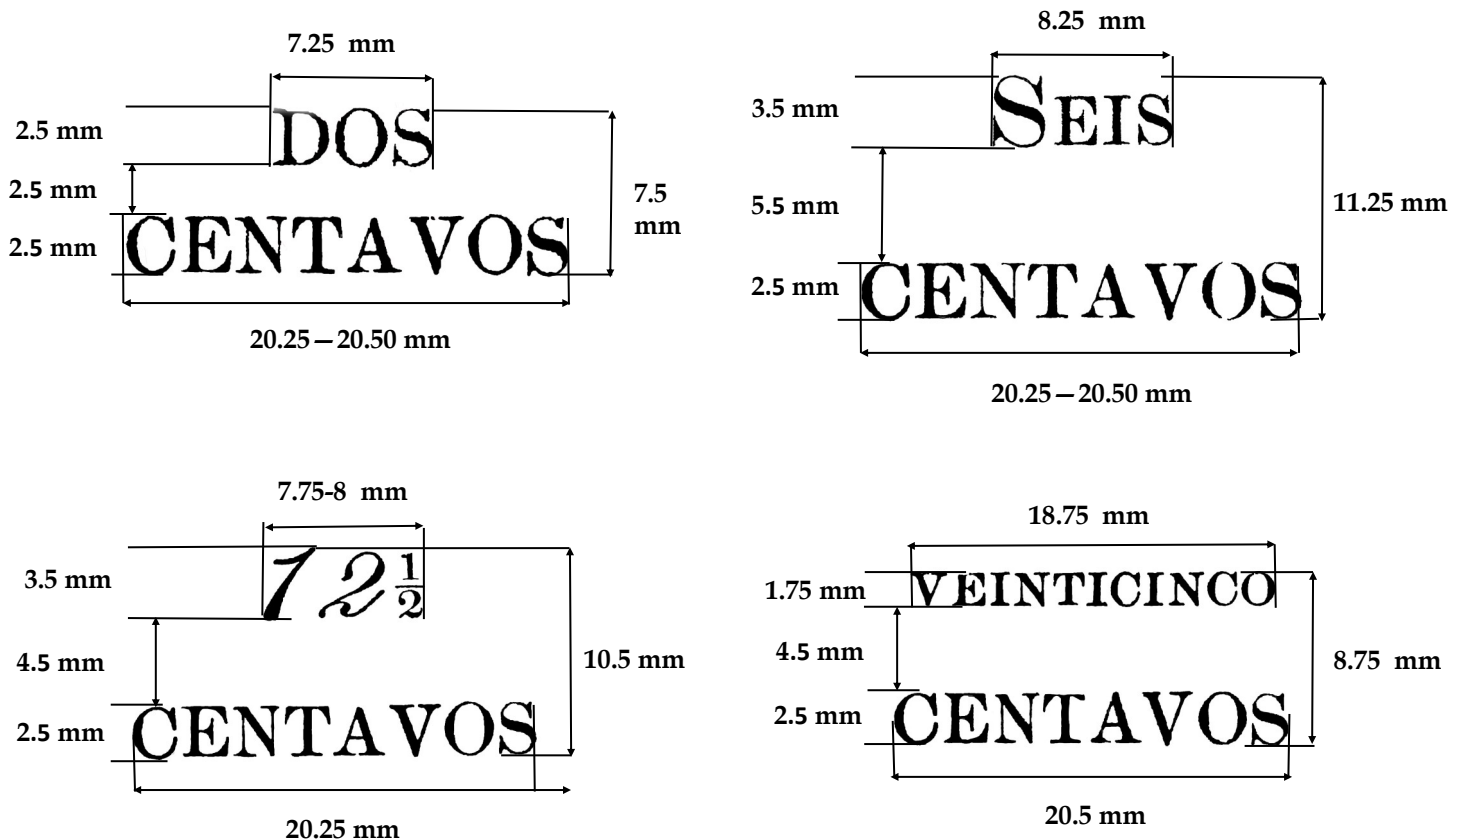 7.25 mm
2.5 mm
DOS
2.5 mm
7.5
mm
2.5 mm
CENTAVOS
20.25—20.50 mm
8.25 mm
3.5 mm
SEIS
5.5 mm
11.25 mm
2.5 mm
CENTAVOS
20.25—20.50 mm
7.75-8 mm
3.5 mm
12 1/2
4.5 mm
10.5 mm
2.5 mm
CENTAVOS
20.25 mm
18.75 mm
1.75 mm
VEINTICINCO
4.5 mm
8.75 mm
2.5 mm
CENTAVOS
20.5 mm